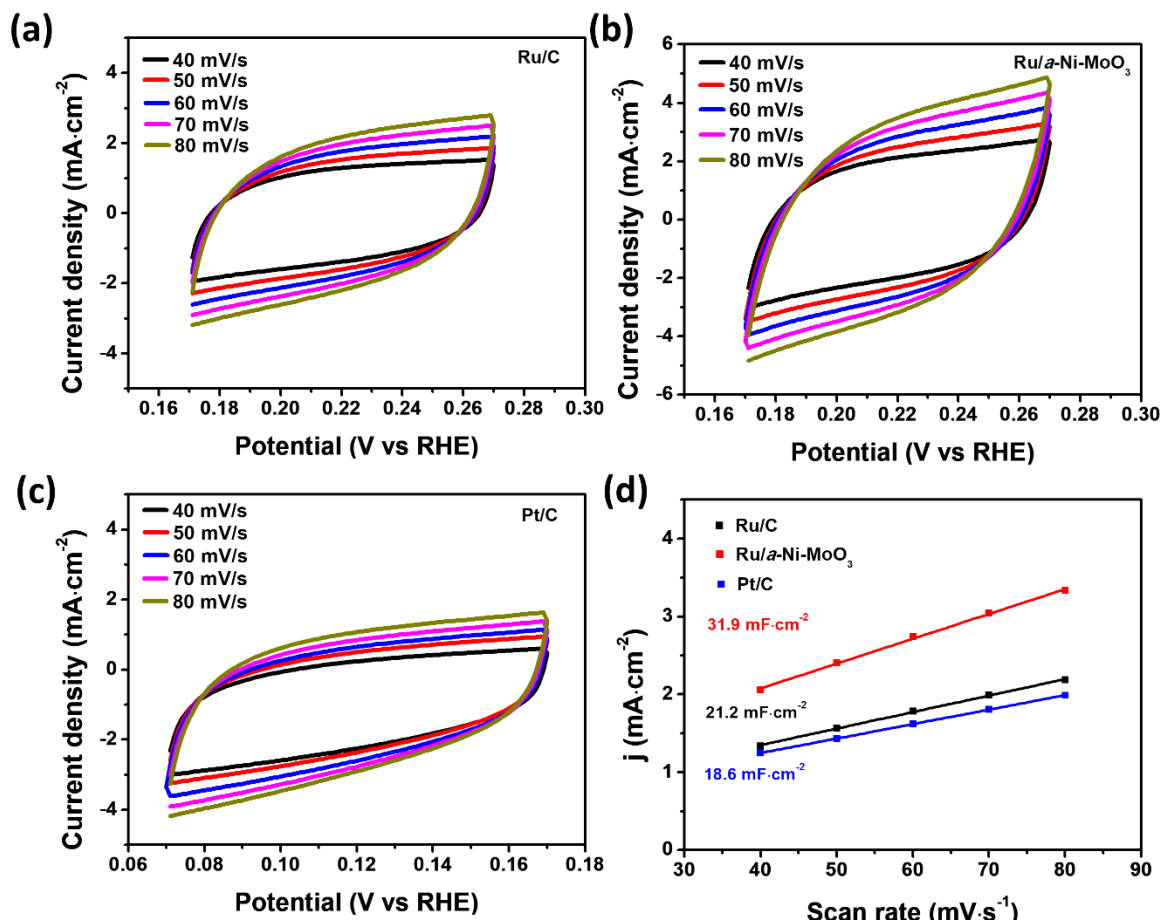 (a)
Ru/C
40 mV/s
50 mV/s
60 mV/s
70 mV/s
80 mV/s
4
2
0
-2
-4
Current density (mA·cm⁻²)
0.16 0.18 0.20 0.22 0.24 0.26 0.28 0.30
Potential (V vs RHE)
(b)
Ru/a-Ni-MoO₃
40 mV/s
50 mV/s
60 mV/s
70 mV/s
80 mV/s
6
4
2
0
-2
-4
-6
Current density (mA·cm⁻²)
0.16 0.18 0.20 0.22 0.24 0.26 0.28 0.30
Potential (V vs RHE)
(c)
Pt/C
40 mV/s
50 mV/s
60 mV/s
70 mV/s
80 mV/s
4
2
0
-2
-4
Current density (mA·cm⁻²)
0.06 0.08 0.10 0.12 0.14 0.16 0.18
Potential (V vs RHE)
(d)
Ru/C
Ru/a-Ni-MoO₃
Pt/C
31.9 mF·cm⁻²
21.2 mF·cm⁻²
18.6 mF·cm⁻²
4
3
2
1
0
j (mA·cm⁻²)
30 40 50 60 70 80 90
Scan rate (mV·s⁻¹)